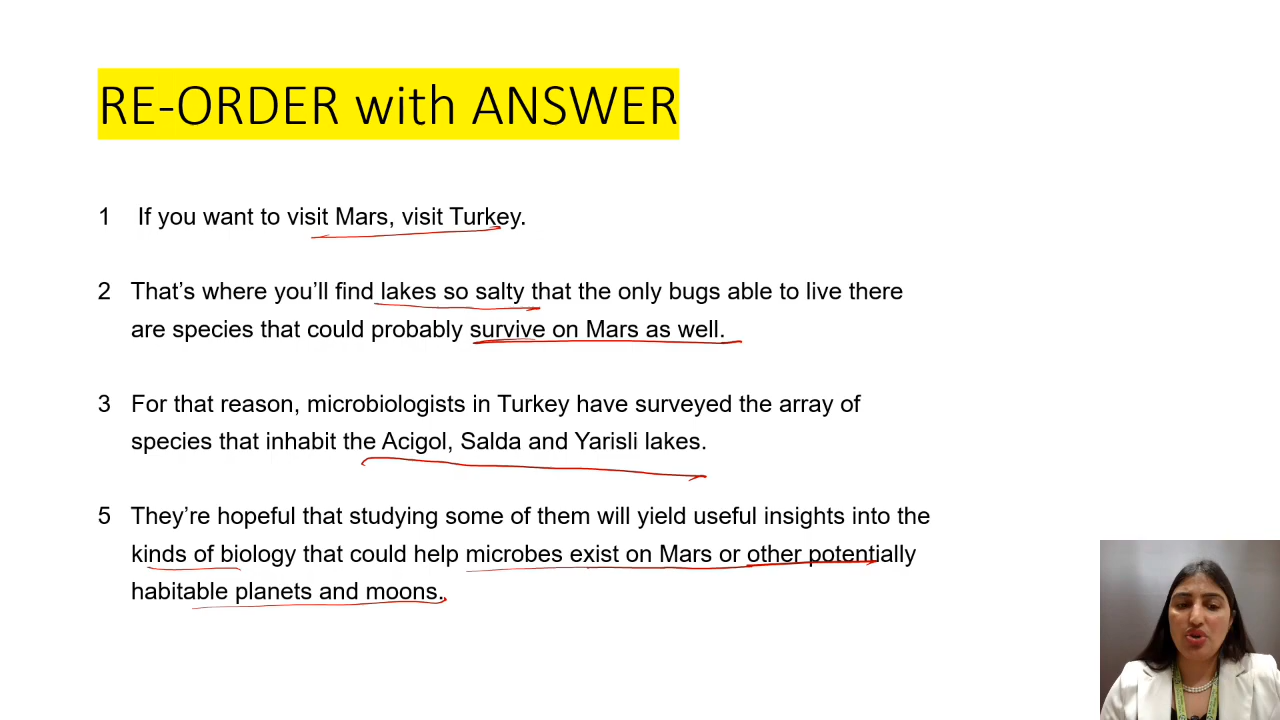 RE-ORDER with ANSWER
1 If you want to visit Mars, visit Turkey.
2 That’s where you’ll find lakes so salty that the only bugs able to live there
are species that could probably survive on Mars as well.
3 For that reason, microbiologists in Turkey have surveyed the array of
species that inhabit the Acigol, Salda and Yarisli lakes.
5 They’re hopeful that studying some of them will yield useful insights into the
kinds of biology that could help microbes exist on Mars or other potentially
habitable planets and moons.